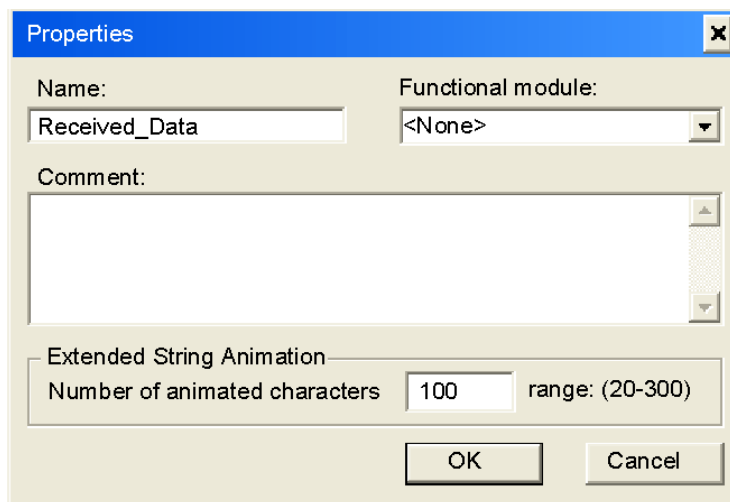 Properties
Name:
Functional module:
Received_Data
<None>
Comment:
Extended String Animation
Number of animated characters 100 range: (20-300)
OK
Cancel